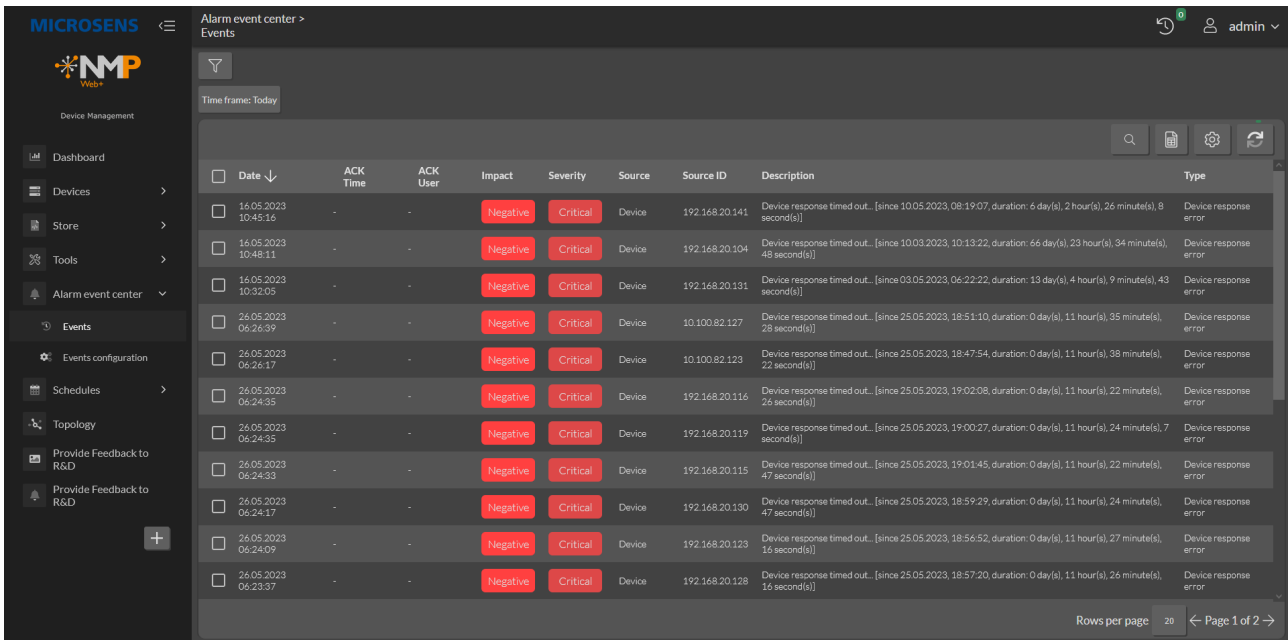 MICROSENS
NMP
Web+
Device Management
Dashboard
Devices
Store
Tools
Alarm event center
Events
Events configuration
Schedules
Topology
Provide Feedback to
R&D
Provide Feedback to
R&D
Alarm event center >
Events
0
admin
Time frame: Today
Date ACK Time ACK User Impact Severity Source Source ID Description Type
16.05.2023 - - Negative Critical Device 192.168.20.141 Device response timed out... [since 10.05.2023, 08:19:07, duration: 6 day(s), 2 hour(s), 26 minute(s), 8 Device response
10:45:16 second(s)] error
16.05.2023 - - Negative Critical Device 192.168.20.104 Device response timed out... [since 10.03.2023, 10:13:22, duration: 66 day(s), 23 hour(s), 34 minute(s), Device response
10:48:11 48 second(s)] error
16.05.2023 - - Negative Critical Device 192.168.20.131 Device response timed out... [since 03.05.2023, 06:22:22, duration: 13 day(s), 4 hour(s), 9 minute(s), 43 Device response
10:32:05 second(s)] error
26.05.2023 - - Negative Critical Device 10.100.82.127 Device response timed out... [since 25.05.2023, 18:51:10, duration: 0 day(s), 11 hour(s), 35 minute(s), Device response
06:26:39 28 second(s)] error
26.05.2023 - - Negative Critical Device 10.100.82.123 Device response timed out... [since 25.05.2023, 18:47:54, duration: 0 day(s), 11 hour(s), 38 minute(s), Device response
06:26:17 22 second(s)] error
26.05.2023 - - Negative Critical Device 192.168.20.116 Device response timed out... [since 25.05.2023, 19:02:08, duration: 0 day(s), 11 hour(s), 22 minute(s), Device response
06:24:35 26 second(s)] error
26.05.2023 - - Negative Critical Device 192.168.20.119 Device response timed out... [since 25.05.2023, 19:00:27, duration: 0 day(s), 11 hour(s), 24 minute(s), 7 Device response
06:24:35 second(s)] error
26.05.2023 - - Negative Critical Device 192.168.20.115 Device response timed out... [since 25.05.2023, 19:01:45, duration: 0 day(s), 11 hour(s), 22 minute(s), Device response
06:24:33 47 second(s)] error
26.05.2023 - - Negative Critical Device 192.168.20.130 Device response timed out... [since 25.05.2023, 18:59:29, duration: 0 day(s), 11 hour(s), 24 minute(s), Device response
06:24:17 47 second(s)] error
26.05.2023 - - Negative Critical Device 192.168.20.123 Device response timed out... [since 25.05.2023, 18:56:52, duration: 0 day(s), 11 hour(s), 27 minute(s), Device response
06:24:09 16 second(s)] error
26.05.2023 - - Negative Critical Device 192.168.20.128 Device response timed out... [since 25.05.2023, 18:57:20, duration: 0 day(s), 11 hour(s), 26 minute(s), Device response
06:23:37 16 second(s)] error
Rows per page 20 Page 1 of 2